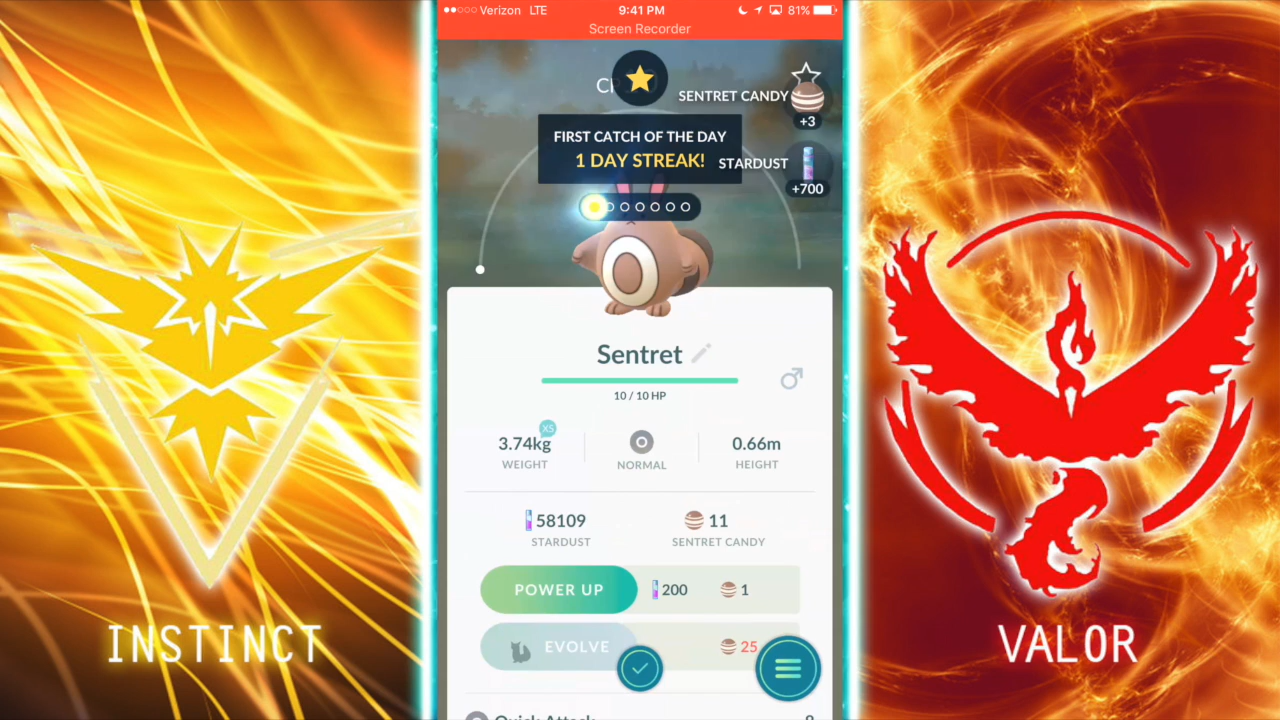 Verizon LTE 9:41 PM 81%
Screen Recorder
SENTRET CANDY
+3
FIRST CATCH OF THE DAY
1 DAY STREAK!
STARDUST
+700
Sentret
10 / 10 HP
XS
3.74kg
WEIGHT
NORMAL
0.66m
HEIGHT
58109
STARDUST
11
SENTRET CANDY
POWER UP 200 1
EVOLVE 25
Quick Attack
INSTINCT
VALOR